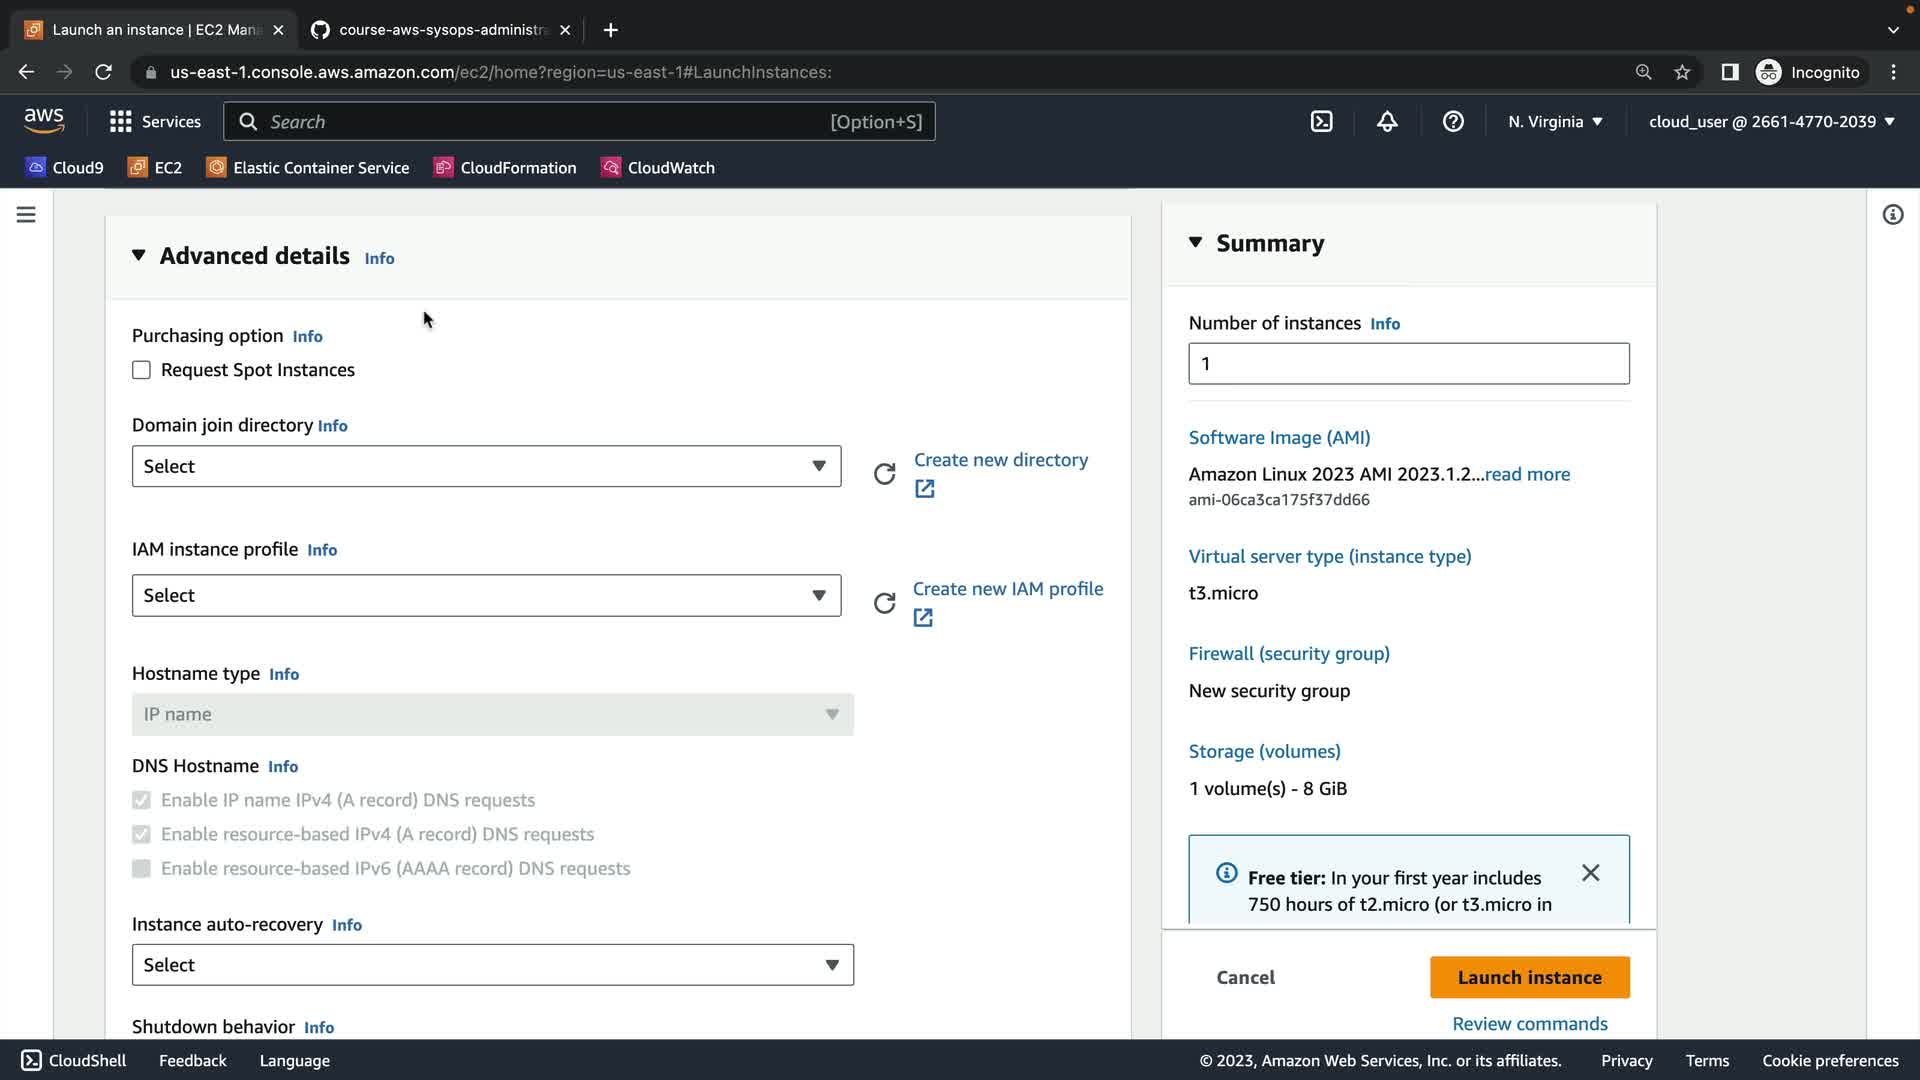 Launch an instance | EC2 Mana
course-aws-sysops-administra
us-east-1.console.aws.amazon.com/ec2/home?region=us-east-1#LaunchInstances:
Incognito
aws
Services
Search
[Option+S]
N. Virginia
cloud_user @ 2661-4770-2039
Cloud9
EC2
Elastic Container Service
CloudFormation
CloudWatch
Advanced details Info
Purchasing option Info
Request Spot Instances
Domain join directory Info
Select
Create new directory
IAM instance profile Info
Select
Create new IAM profile
Hostname type Info
IP name
DNS Hostname Info
Enable IP name IPv4 (A record) DNS requests
Enable resource-based IPv4 (A record) DNS requests
Enable resource-based IPv6 (AAAA record) DNS requests
Instance auto-recovery Info
Select
Shutdown behavior Info
Summary
Number of instances Info
1
Software Image (AMI)
Amazon Linux 2023 AMI 2023.1.2...read more
ami-06ca3ca175f37dd66
Virtual server type (instance type)
t3.micro
Firewall (security group)
New security group
Storage (volumes)
1 volume(s) - 8 GiB
Free tier: In your first year includes
750 hours of t2.micro (or t3.micro in
Cancel
Launch instance
Review commands
CloudShell
Feedback
Language
© 2023, Amazon Web Services, Inc. or its affiliates.
Privacy
Terms
Cookie preferences